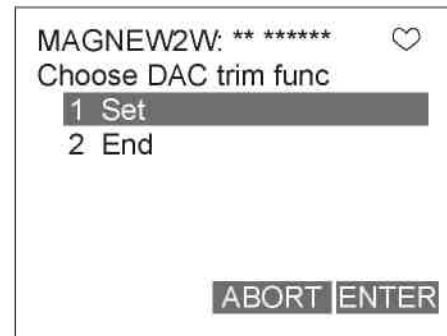 MAGNEW2W: ** ******
Choose DAC trim func
1 Set
2 End
ABORT ENTER